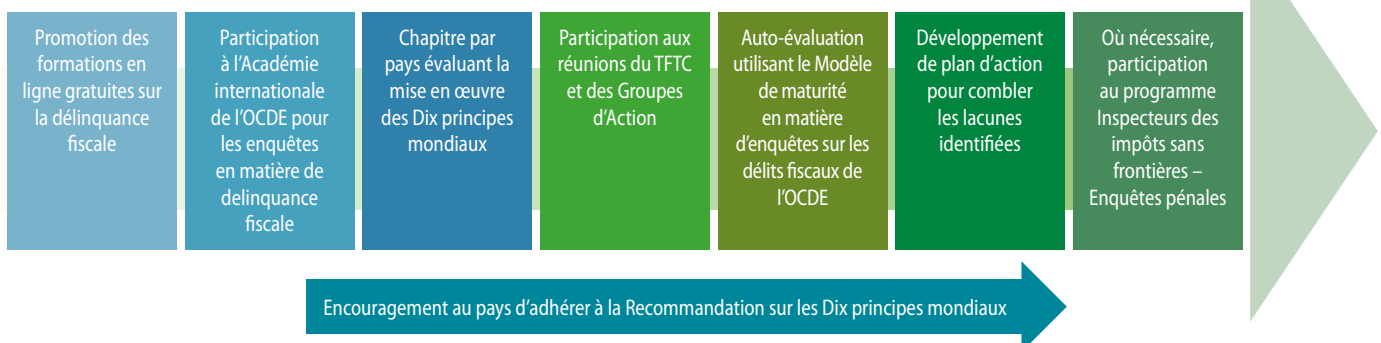 Promotion des
formations en
ligne gratuites sur
la délinquance
fiscale
Participation
à l’Académie
internationale
de l’OCDE pour
les enquêtes
en matière de
delinquance
fiscale
Chapitre par
pays évaluant la
mise en œuvre
des Dix principes
mondiaux
Participation aux
réunions du TFTC
et des Groupes
d’Action
Auto-évaluation
utilisant le Modèle
de maturité
en matière
d’enquêtes sur les
délits fiscaux de
l’OCDE
Développement
de plan d’action
pour combler
les lacunes
identifiées
Où nécessaire,
participation
au programme
Inspecteurs des
impôts sans
frontières –
Enquêtes pénales
Encouragement au pays d’adhérer à la Recommandation sur les Dix principes mondiaux